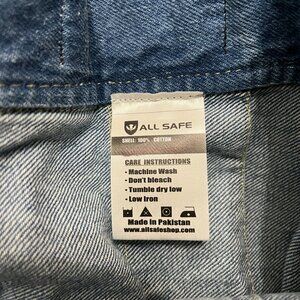 ALL SAFE
SHELL: 100% COTTON
CARE INSTRUCTIONS
• Machine Wash
• Don't bleach
• Tumble dry low
• Low Iron
Made in Pakistan
www.allsafeshop.com